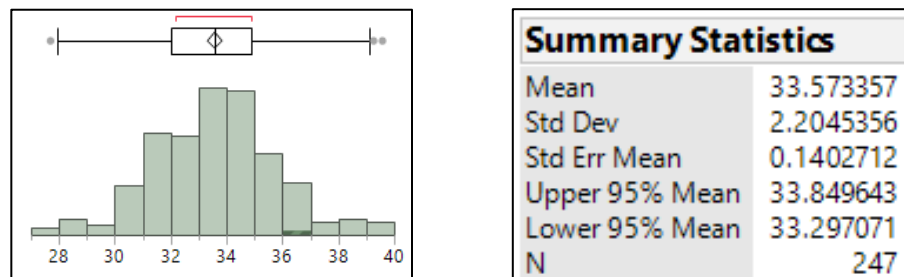 28 30 32 34 36 38 40
Summary Statistics
Mean 33.573357
Std Dev 2.2045356
Std Err Mean 0.1402712
Upper 95% Mean 33.849643
Lower 95% Mean 33.297071
N 247